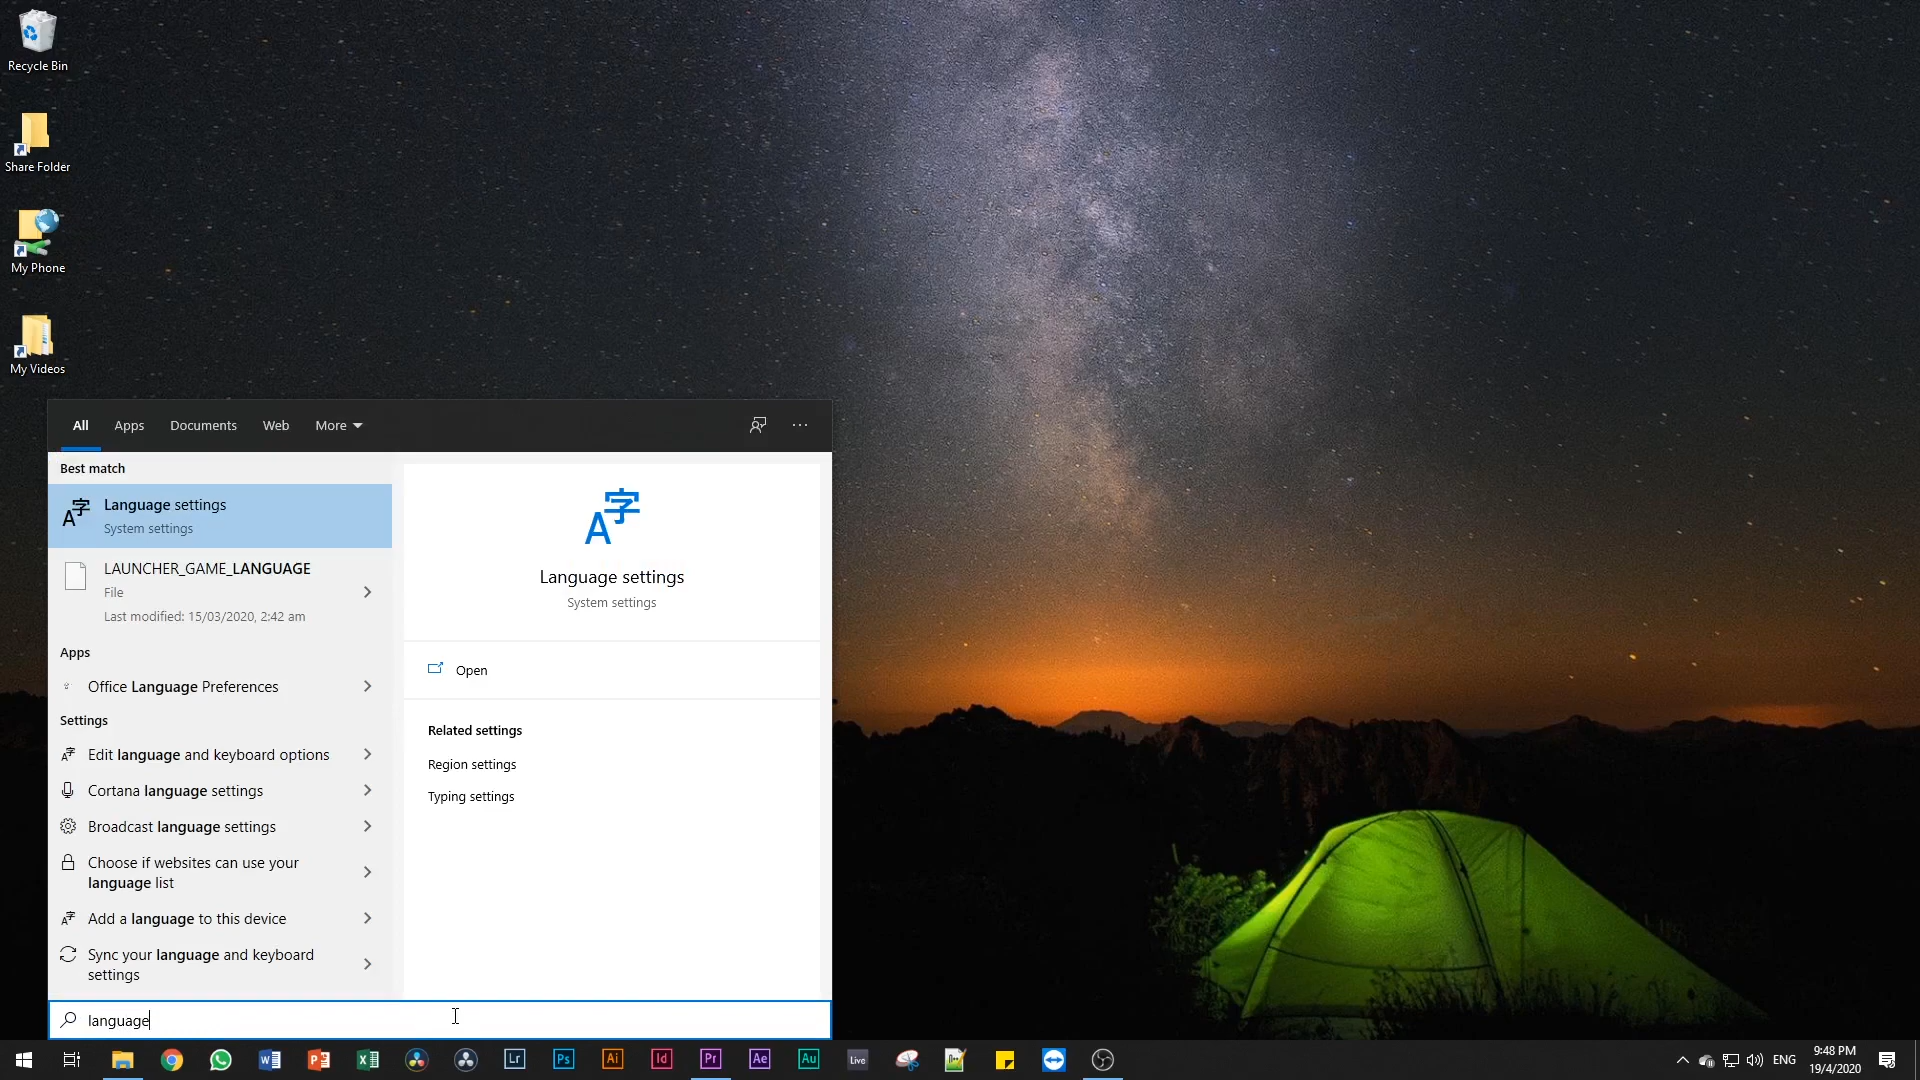 Recycle Bin
Share Folder
My Phone
My Videos
All Apps Documents Web More
Best match
Language settings
System settings
LAUNCHER_GAME_LANGUAGE
File
Last modified: 15/03/2020, 2:42 am
Apps
Office Language Preferences
Settings
Edit language and keyboard options
Cortana language settings
Broadcast language settings
Choose if websites can use your
language list
Add a language to this device
Sync your language and keyboard
settings
A字
Language settings
System settings
Open
Related settings
Region settings
Typing settings
language
Lr Ps Ai Id Pr Ae Au Live
ENG
9:48 PM
19/4/2020